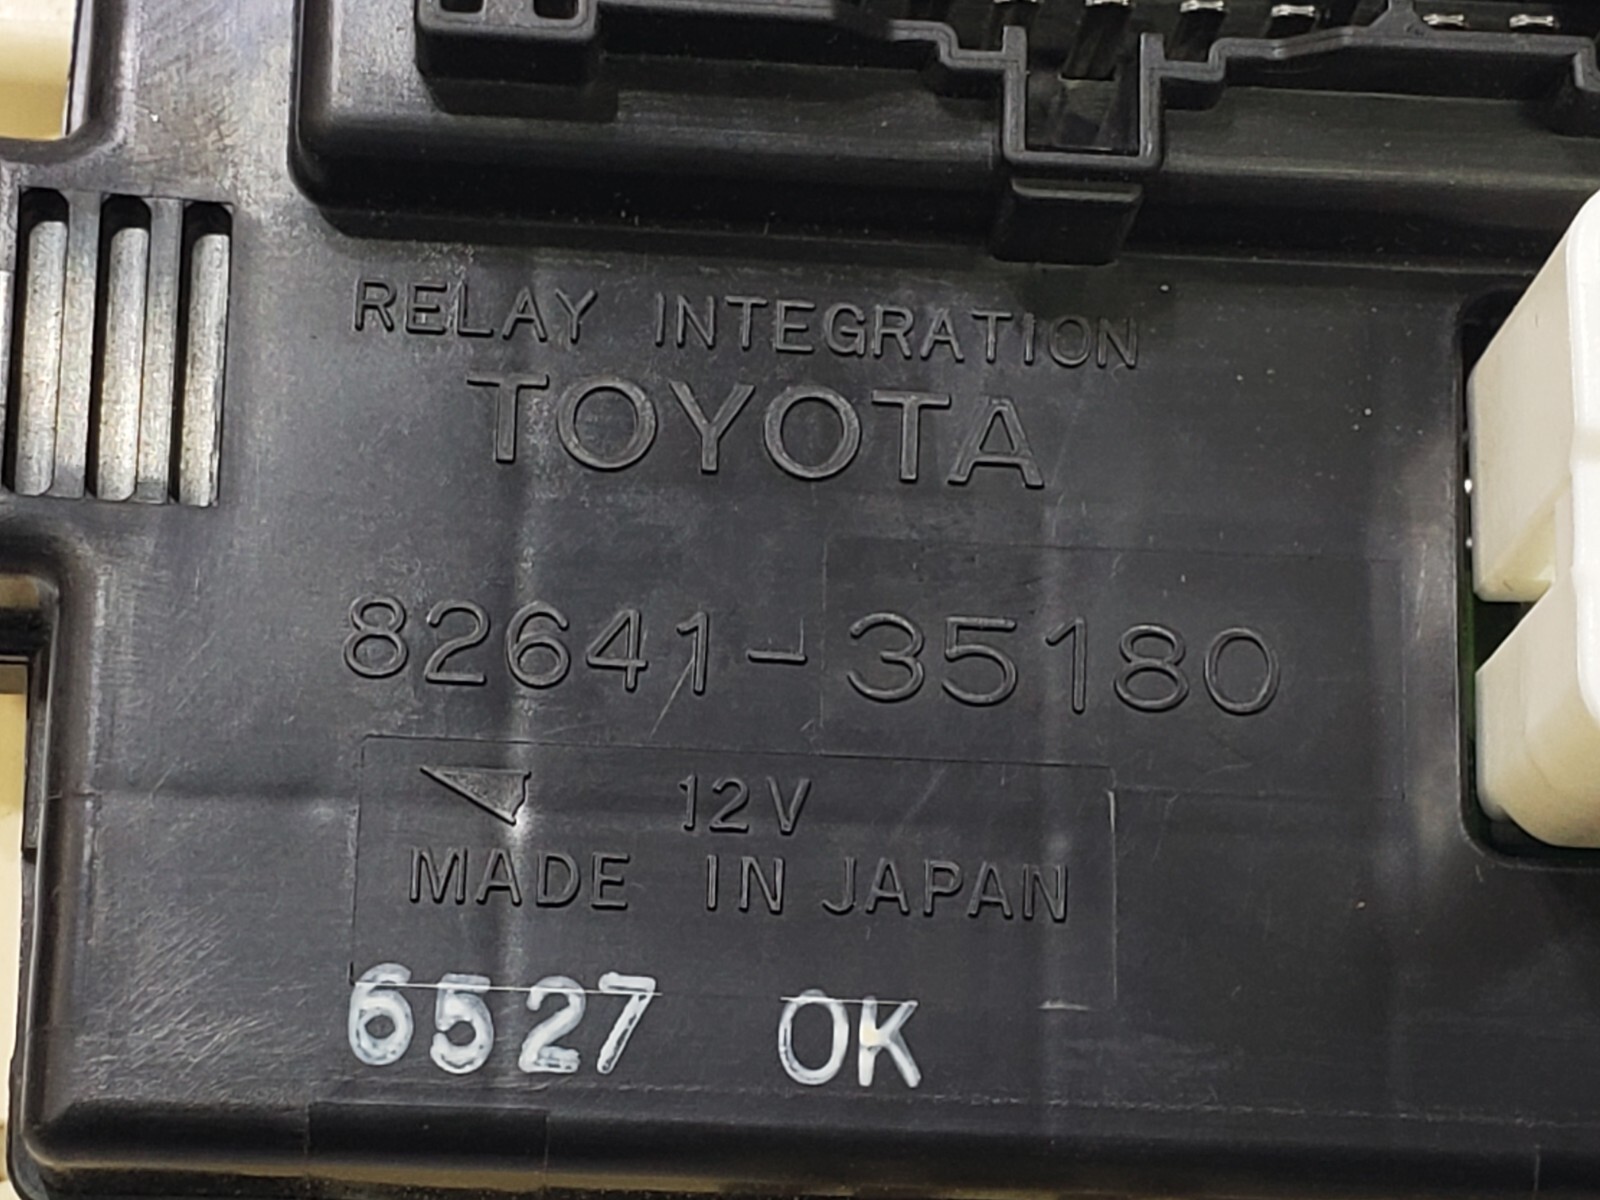 RELAY INTEGRATION
TOYOTA
82641-35180
12V
MADE IN JAPAN
6527 OK